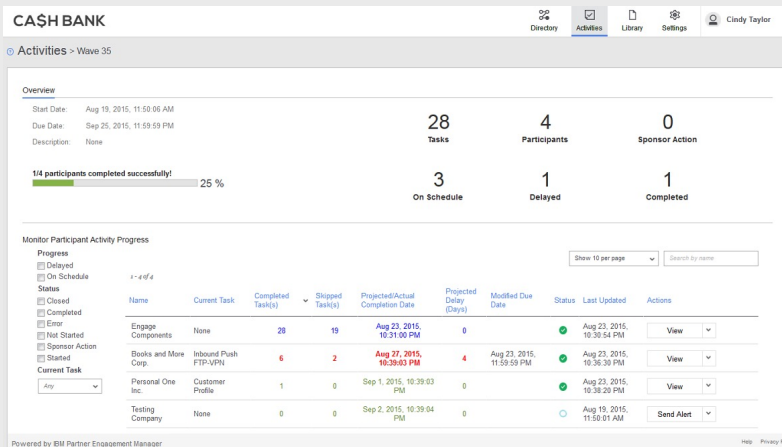 CA$H BANK
Directory
Activities
Library
Settings
Cindy Taylor
Activities > Wave 35
Overview
Start Date: Aug 19, 2015, 11:50:06 AM
Due Date: Sep 25, 2015, 11:59:59 PM
Description: None
28
Tasks
4
Participants
0
Sponsor Action
1/4 participants completed successfully!
25 %
3
On Schedule
1
Delayed
1
Completed
Monitor Participant Activity Progress
Progress
Delayed
On Schedule
Status
Closed
Completed
Error
Not Started
Sponsor Action
Started
Current Task
Any
Show 10 per page
Search by name
1 - 4 of 4
Name Current Task Completed Task(s) Skipped Task(s) Projected/Actual Completion Date Projected Delay (Days) Modified Due Date Status Last Updated Actions
Engage Components None 28 19 Aug 23, 2015, 10:31:00 PM 0 Aug 23, 2015, 10:30:54 PM View
Books and More Corp. Inbound Push FTP-VPN 6 2 Aug 27, 2015, 10:39:03 PM 4 Aug 23, 2015, 11:59:59 PM Aug 23, 2015, 10:36:30 PM View
Personal One Inc. Customer Profile 1 0 Sep 1, 2015, 10:39:03 PM 0 Aug 23, 2015, 10:38:20 PM View
Testing Company None 0 0 Sep 2, 2015, 10:39:04 PM 0 Aug 19, 2015, 11:50:01 AM Send Alert
Powered by IBM Partner Engagement Manager
Help Privacy